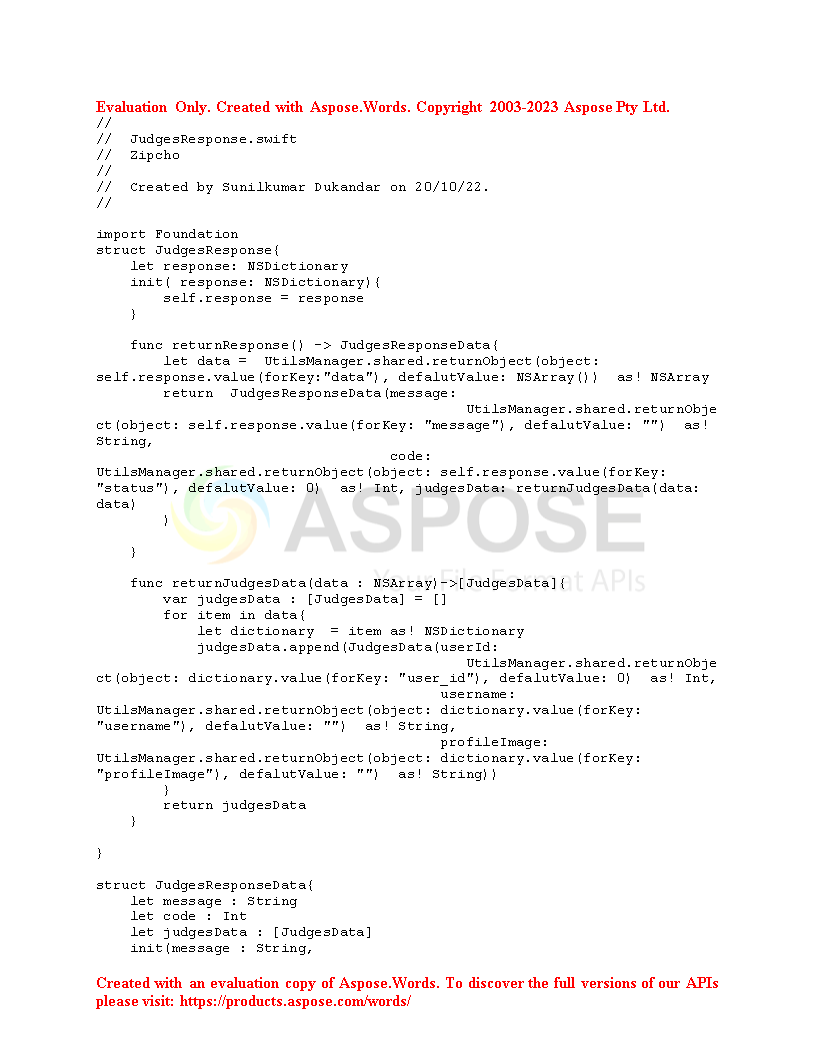 Evaluation Only. Created with Aspose.Words. Copyright 2003-2023 Aspose Pty Ltd.
//
//  JudgesResponse.swift
//  Zipcho
//
//  Created by Sunilkumar Dukandar on 20/10/22.
//

import Foundation
struct JudgesResponse{
    let response: NSDictionary
    init( response: NSDictionary){
        self.response = response
    }

    func returnResponse() -> JudgesResponseData{
        let data =  UtilsManager.shared.returnObject(object:
self.response.value(forKey:"data"), defalutValue: NSArray())  as! NSArray
        return  JudgesResponseData(message:
                                            UtilsManager.shared.returnObje
ct(object: self.response.value(forKey: "message"), defalutValue: "")  as!
String,
                                   code:
UtilsManager.shared.returnObject(object: self.response.value(forKey:
"status"), defalutValue: 0)  as! Int, judgesData: returnJudgesData(data:
data)
        )
ASPOSE
    }

Your File Format APIs
    func returnJudgesData(data : NSArray)->[JudgesData]{
        var judgesData : [JudgesData] = []
        for item in data{
            let dictionary  = item as! NSDictionary
            judgesData.append(JudgesData(userId:
                                            UtilsManager.shared.returnObje
ct(object: dictionary.value(forKey: "user_id"), defalutValue: 0)  as! Int,
                                         username:
UtilsManager.shared.returnObject(object: dictionary.value(forKey:
"username"), defalutValue: "")  as! String,
                                         profileImage:
UtilsManager.shared.returnObject(object: dictionary.value(forKey:
"profileImage"), defalutValue: "")  as! String))
        }
        return judgesData
    }

}

struct JudgesResponseData{
    let message : String
    let code : Int
    let judgesData : [JudgesData]
    init(message : String,

Created with an evaluation copy of Aspose.Words. To discover the full versions of our APIs
please visit: https://products.aspose.com/words/